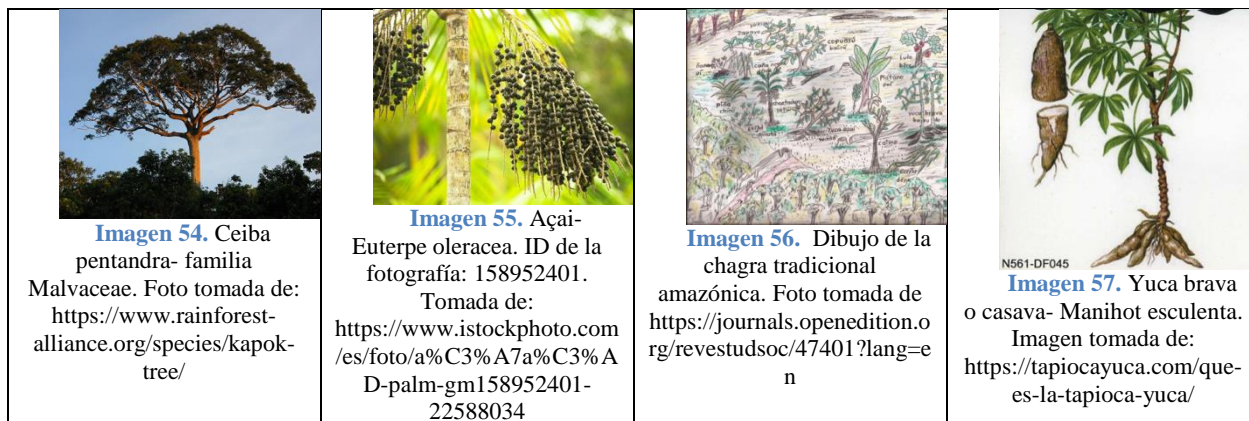 Imagen 54. Ceiba
pentandra- familia
Malvaceae. Foto tomada de:
https://www.rainforest-
alliance.org/species/kapok-
tree/
Imagen 55. Açai-
Euterpe oleracea. ID de la
fotografía: 158952401.
Tomada de:
https://www.istockphoto.com
/es/foto/a%C3%A7a%C3%A
D-palm-gm158952401-
22588034
Imagen 56. Dibujo de la
chagra tradicional
amazónica. Foto tomada de
https://journals.openedition.o
rg/revestudsoc/47401?lang=e
n
N561-DF045
Imagen 57. Yuca brava
o casava- Manihot esculenta.
Imagen tomada de:
https://tapiocayuca.com/que-
es-la-tapioca-yuca/